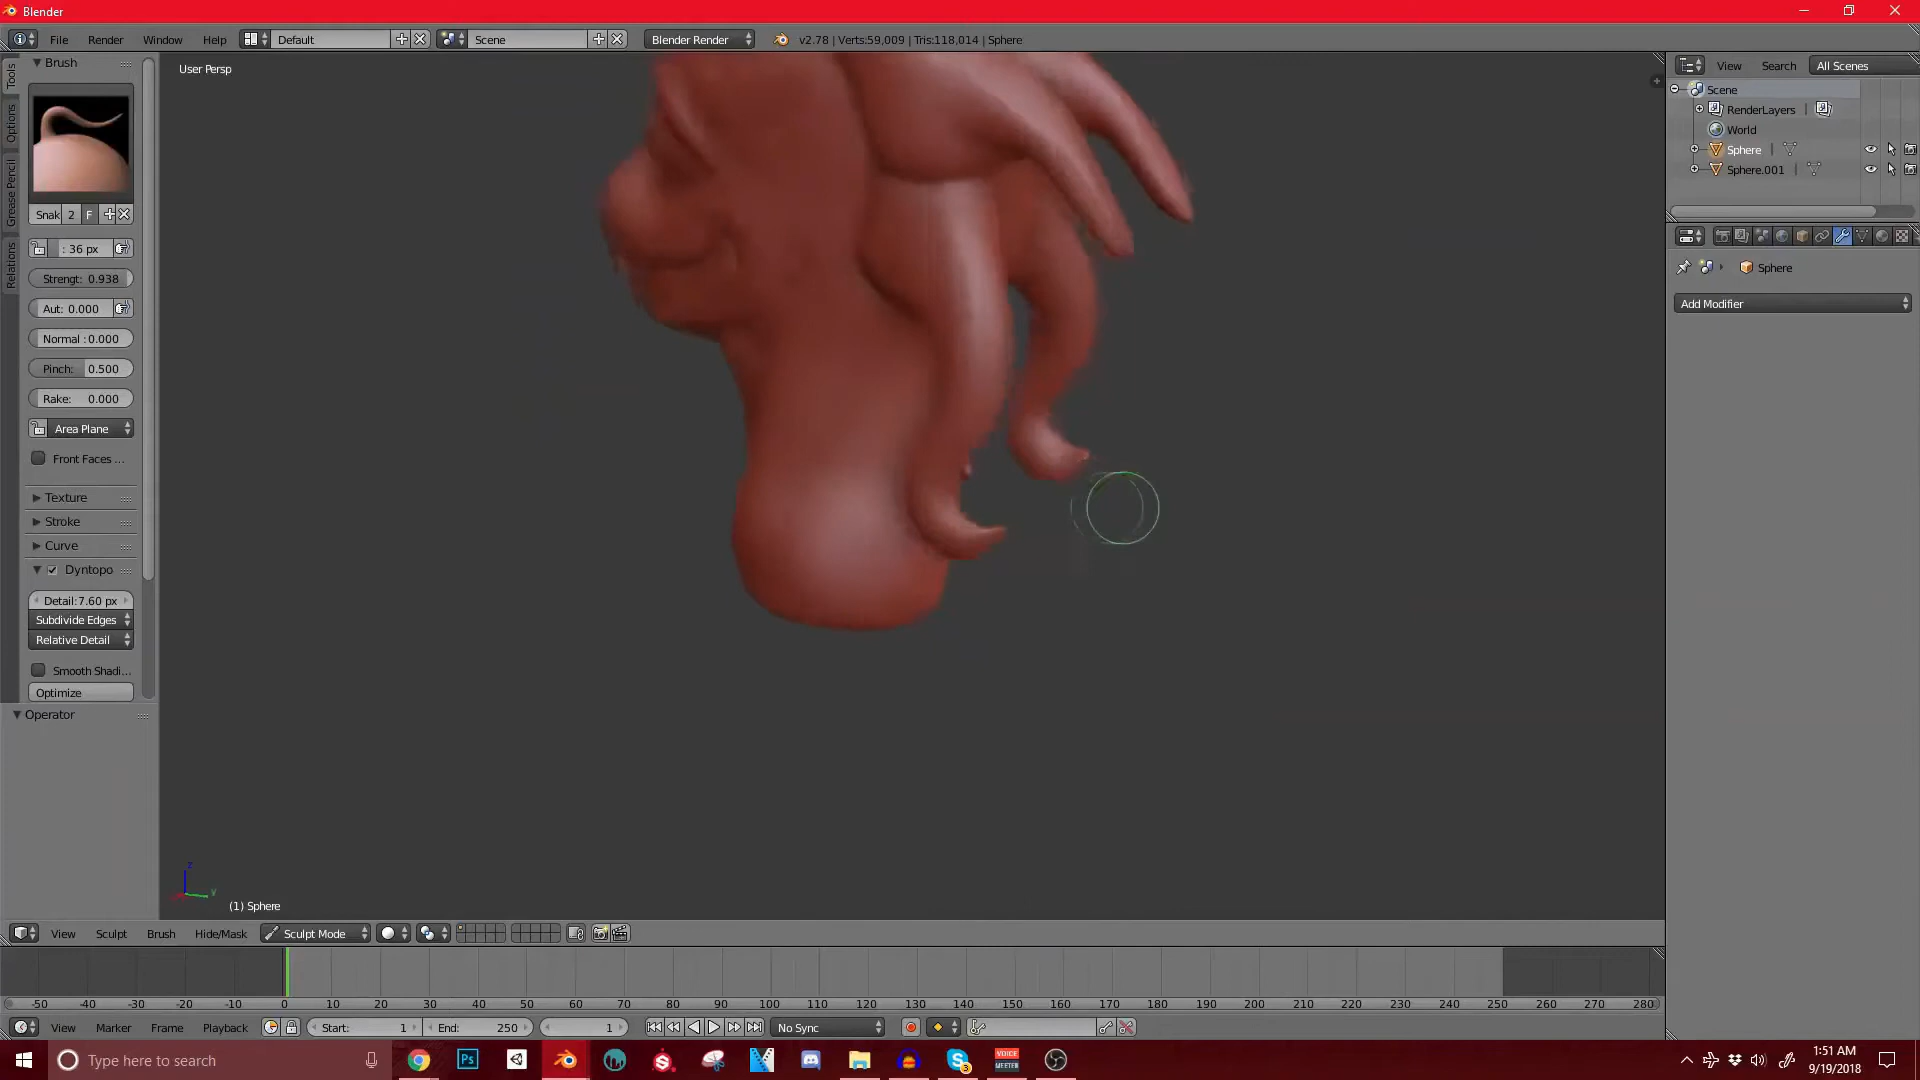 Blender
File Render Window Help Default Scene Blender Render v2.78 | Verts:59,009 | Tris:118,014 | Sphere
Tools
Options
Grease Pencil
Relations
Brush
Snak 2 F
: 36 px
Strengt: 0.938
Aut: 0.000
Normal : 0.000
Pinch: 0.500
Rake: 0.000
Area Plane
Front Faces ...
Texture
Stroke
Curve
Dyntopo
Detail:7.60 px
Subdivide Edges
Relative Detail
Smooth Shadi...
Optimize
Operator
User Persp
z
y
(1) Sphere
View Search All Scenes
Scene
RenderLayers |
World
Sphere |
Sphere.001 |
Sphere
Add Modifier
View Sculpt Brush Hide/Mask Sculpt Mode
-50 -40 -30 -20 -10 0 10 20 30 40 50 60 70 80 90 100 110 120 130 140 150 160 170 180 190 200 210 220 230 240 250 260 270 280
View Marker Frame Playback Start: 1 End: 250 1 No Sync
Type here to search
Ps
3
VOICE
MEETER
1:51 AM
9/19/2018